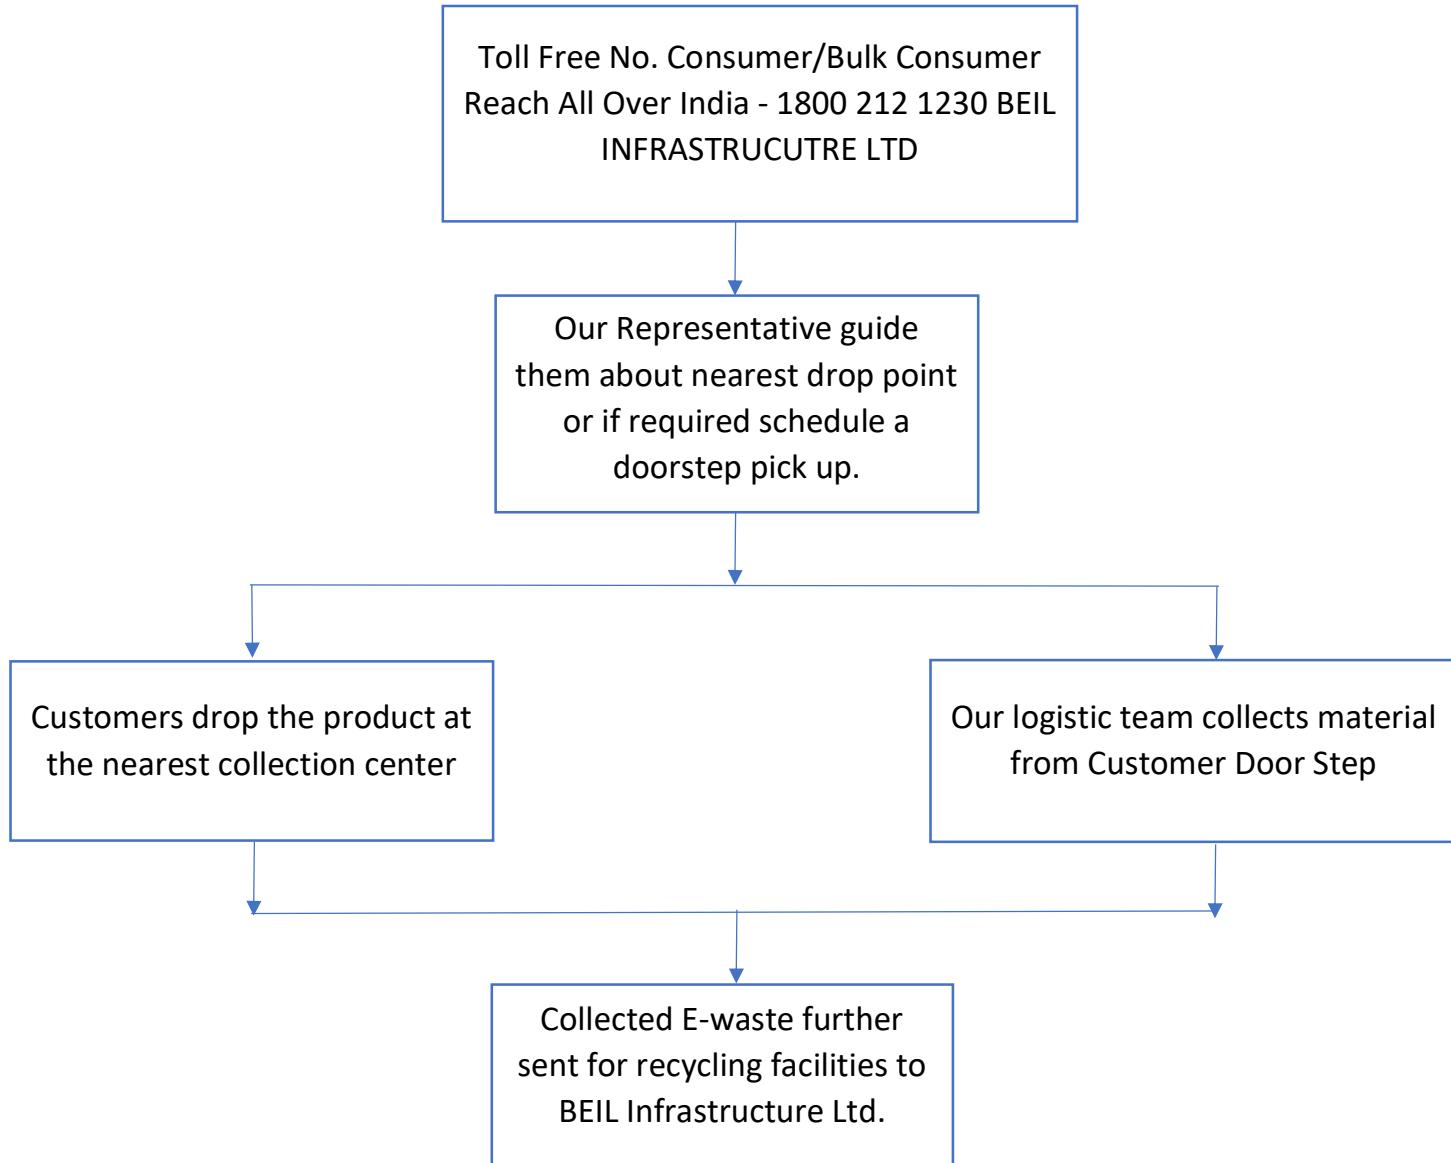 Toll Free No. Consumer/Bulk Consumer
Reach All Over India - 1800 212 1230 BEIL
INFRASTRUCUTRE LTD
Our Representative guide
them about nearest drop point
or if required schedule a
doorstep pick up.
Customers drop the product at
the nearest collection center
Our logistic team collects material
from Customer Door Step
Collected E-waste further
sent for recycling facilities to
BEIL Infrastructure Ltd.